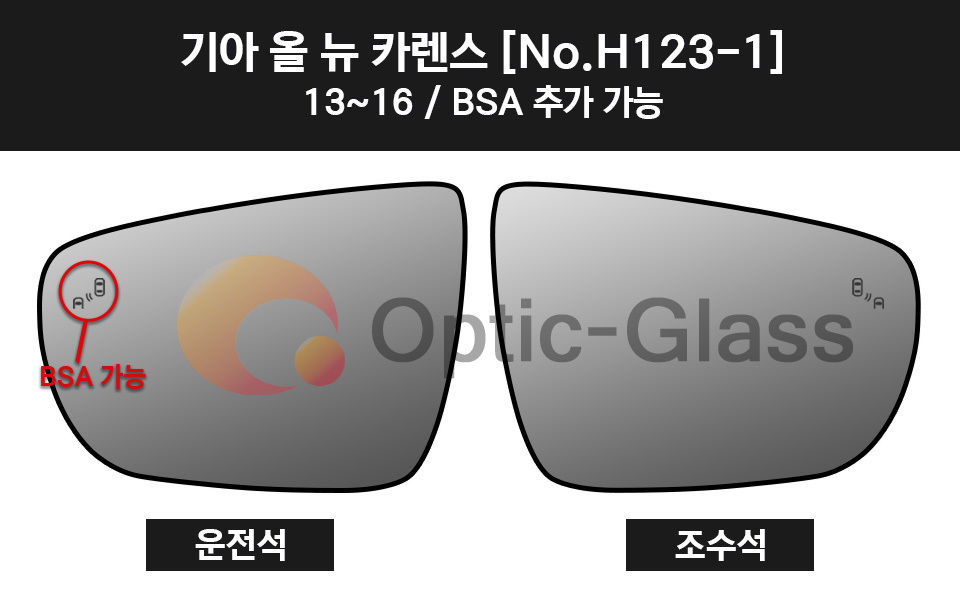 기아 올 뉴 카렌스 [No.H123-1]
13~16 / BSA 추가 가능
Optic-Glass
BSA 가능
운전석
조수석